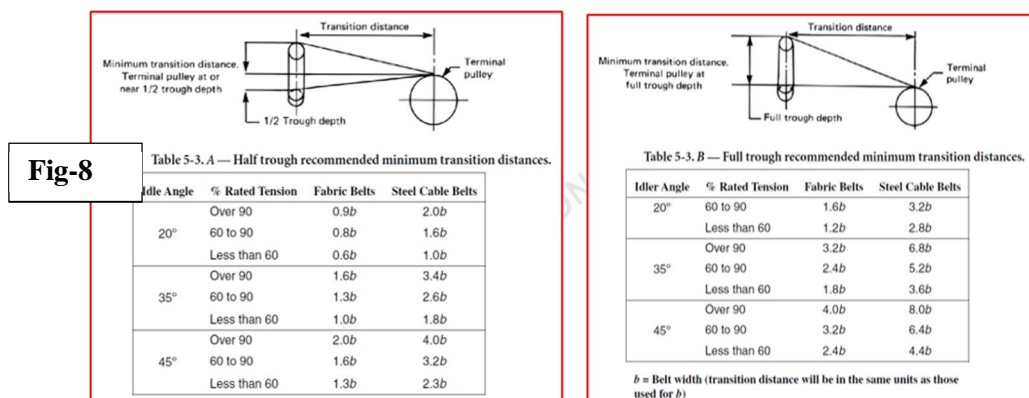 Transition distance
Minimum transition distance.
Terminal pulley at or
near 1/2 trough depth
Terminal
pulley
1/2 Trough depth
Fig-8
Table 5-3. A — Half trough recommended minimum transition distances.
Idle Angle % Rated Tension Fabric Belts Steel Cable Belts
Over 90 0.9b 2.0b
20° 60 to 90 0.8b 1.6b
Less than 60 0.6b 1.0b
Over 90 1.6b 3.4b
35° 60 to 90 1.3b 2.6b
Less than 60 1.0b 1.8b
Over 90 2.0b 4.0b
45° 60 to 90 1.6b 3.2b
Less than 60 1.3b 2.3b
Transition distance
Minimum transition distance.
Terminal pulley at
full trough depth
Terminal
pulley
Full trough depth
Table 5-3. B — Full trough recommended minimum transition distances.
Idler Angle % Rated Tension Fabric Belts Steel Cable Belts
20° 60 to 90 1.6b 3.2b
Less than 60 1.2b 2.8b
Over 90 3.2b 6.8b
35° 60 to 90 2.4b 5.2b
Less than 60 1.8b 3.6b
Over 90 4.0b 8.0b
45° 60 to 90 3.2b 6.4b
Less than 60 2.4b 4.4b
b = Belt width (transition distance will be in the same units as those
used for b)